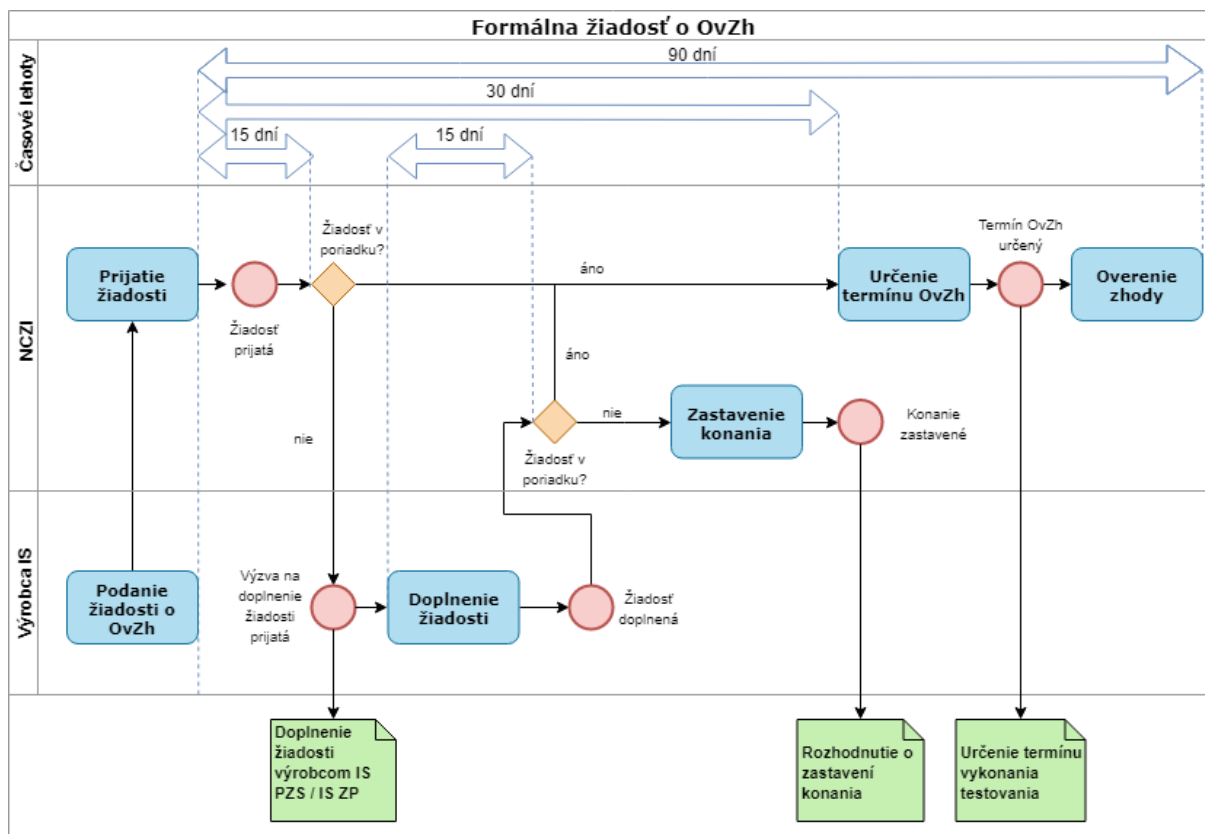 Formálna žiadosť o OvZh
Časové lehoty
90 dní
30 dní
15 dní
15 dní
NCZI
Prijatie
žiadosti
Žiadosť
prijatá
Žiadosť v
poriadku?
áno
Určenie
termínu OvZh
Termín OvZh
určený
Overenie
zhody
áno
nie
Žiadosť v
poriadku?
nie
Zastavenie
konania
Konanie
zastavené
Výrobca IS
Podanie
žiadosti o
OvZh
Výzva na
doplnenie
žiadosti
prijatá
Doplnenie
žiadosti
Žiadosť
doplnená
Doplnenie
žiadosti
výrobcom IS
PZS / IS ZP
Rozhodnutie o
zastavení
konania
Určenie termínu
vykonania
testovania